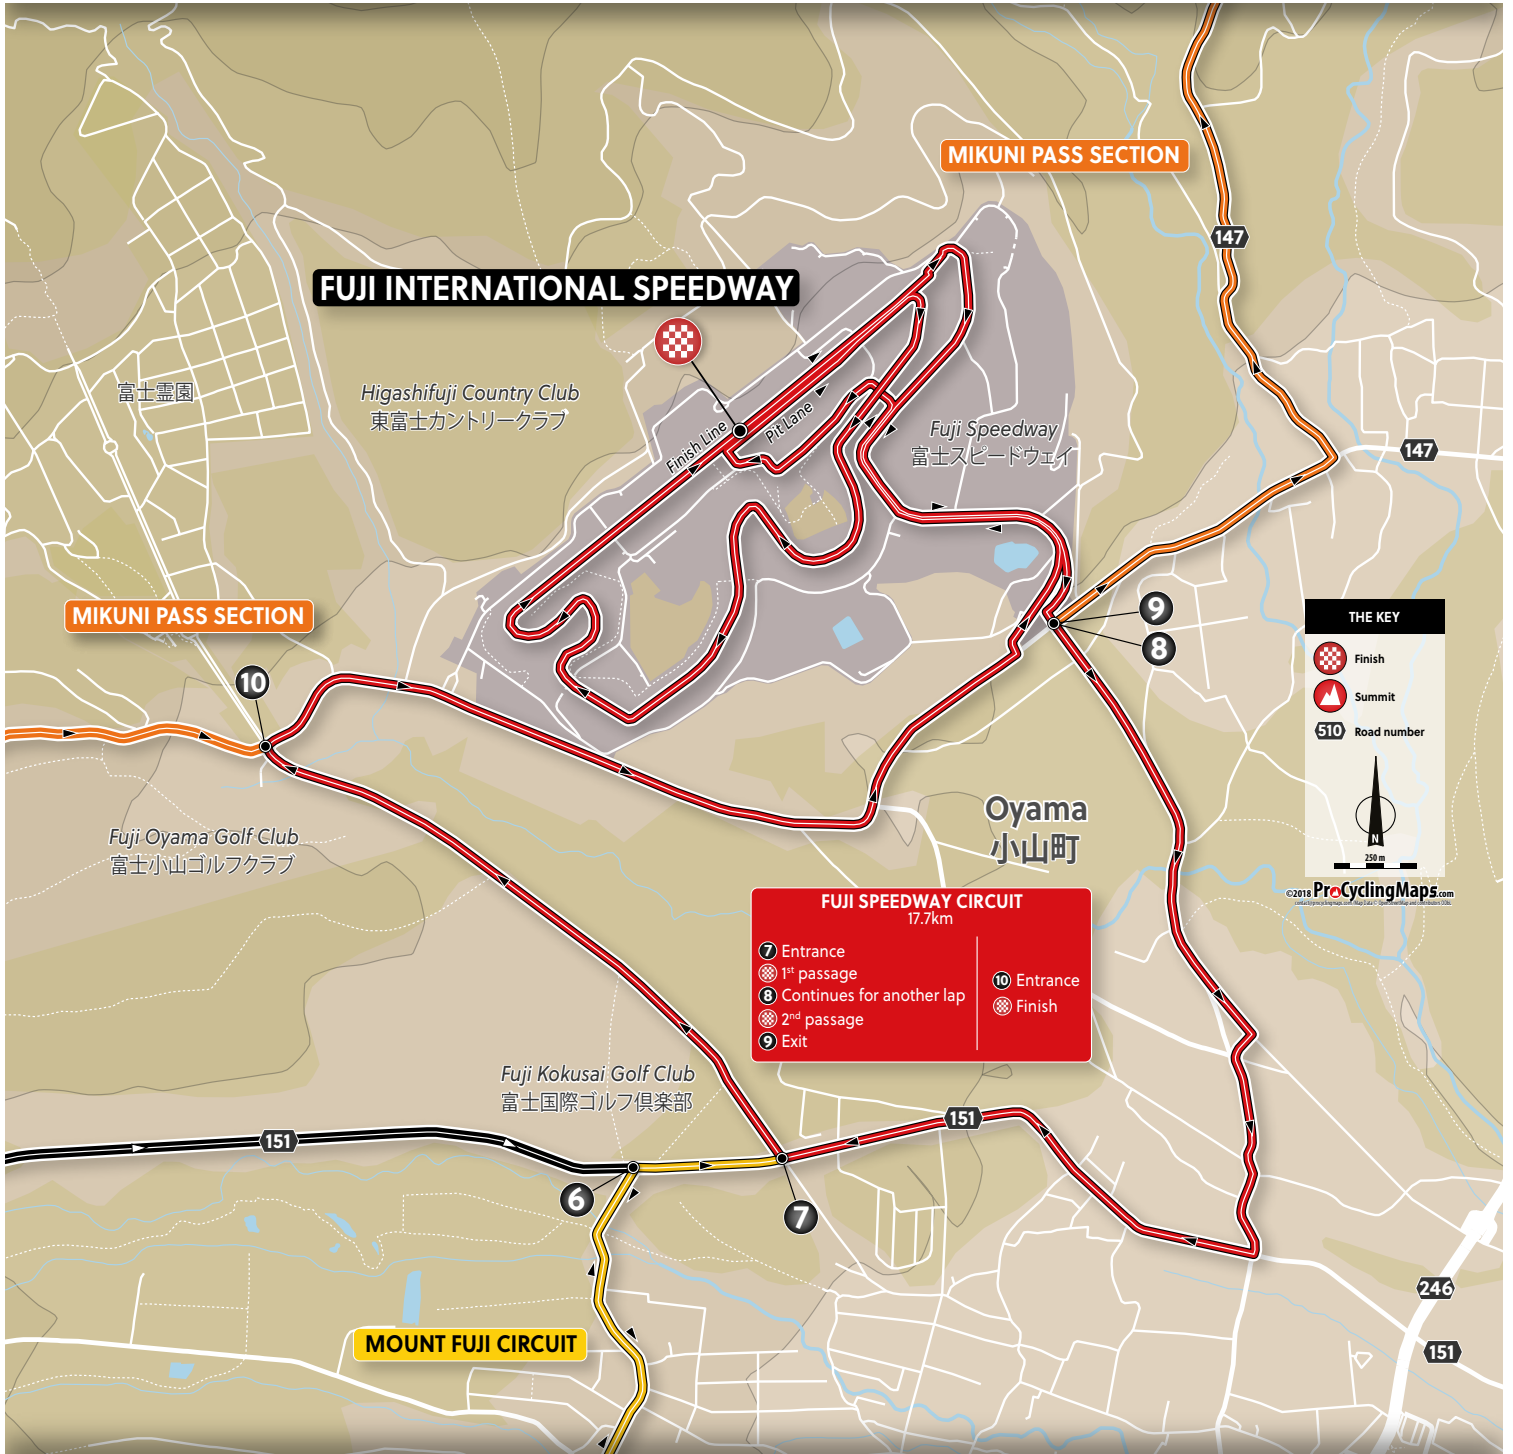 MIKUNI PASS SECTION
147
FUJI INTERNATIONAL SPEEDWAY
富士霊園
Higashifuji Country Club
東富士カントリークラブ
Finish Line
Pit Lane
Fuji Speedway
富士スピードウェイ
147
MIKUNI PASS SECTION
10
9
8
THE KEY
Finish
Summit
510 Road number
N
250 m
©2018 ProCyclingMaps.com
Fuji Oyama Golf Club
富士小山ゴルフクラブ
Oyama
小山町
FUJI SPEEDWAY CIRCUIT
17.7km
7 Entrance
1st passage
8 Continues for another lap
2nd passage
9 Exit
10 Entrance
Finish
Fuji Kokusai Golf Club
富士国際ゴルフ倶楽部
151
151
6
7
246
151
MOUNT FUJI CIRCUIT